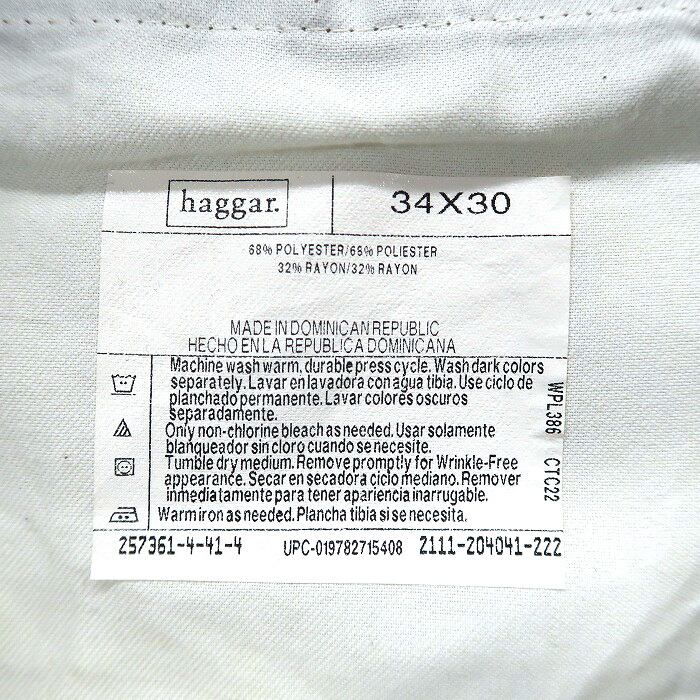 haggar.
34X30
68% POLYESTER/68% POLIESTER
32% RAYON/32% RAYON
MADE IN DOMINICAN REPUBLIC
HECHO EN LA REPUBLICA DOMINICANA
Machine wash warm, durable press cycle. Wash dark colors
separately. Lavar en lavadora con agua tibia. Use ciclo de
planchado permanente. Lavar colores oscuros
separadamente.
Only non-chlorine bleach as needed. Usar solamente
blanqueador sin cloro cuando se necesite.
Tumble dry medium. Remove promptly for Wrinkle-Free
appearance. Secar en secadora ciclo mediano. Remover
inmediatamente para tener apariencia inarrugable.
Warm iron as needed. Plancha tibia si se necesita.
WPL386 CTC22
257361-4-41-4
UPC-019782715408
2111-204041-222